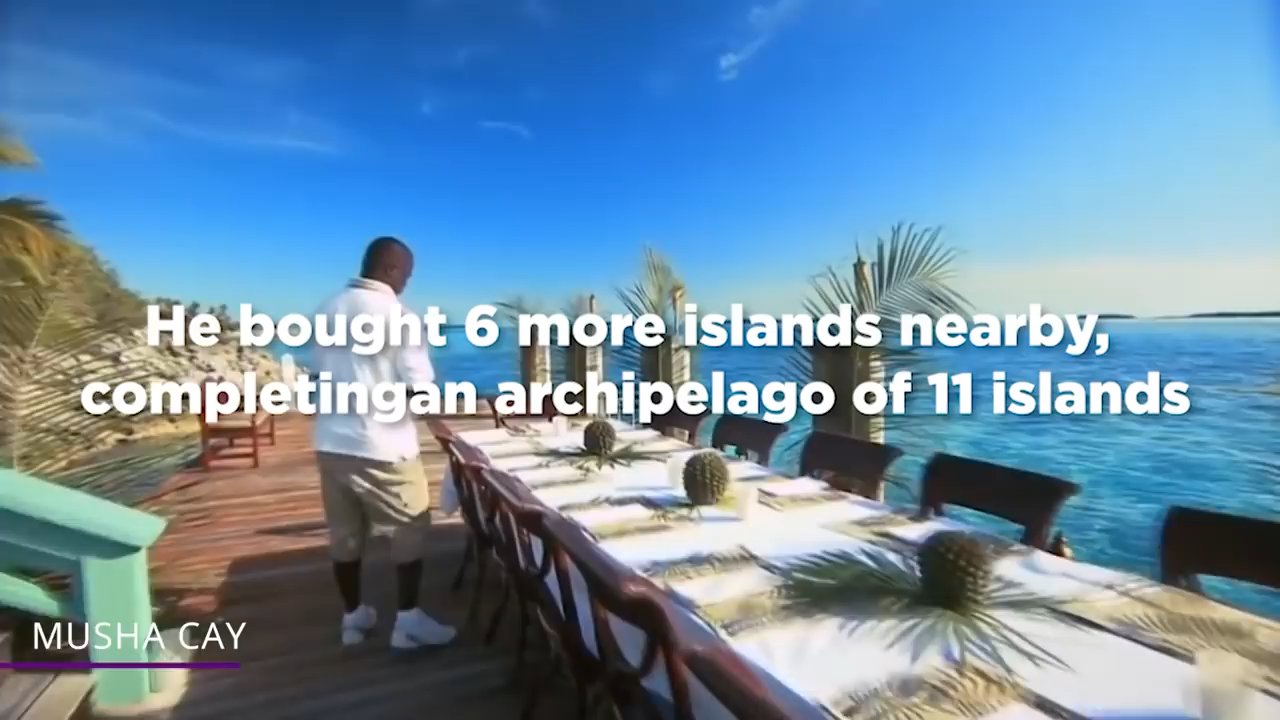 He bought 6 more islands nearby,
completingan archipelago of 11 islands
MUSHA CAY